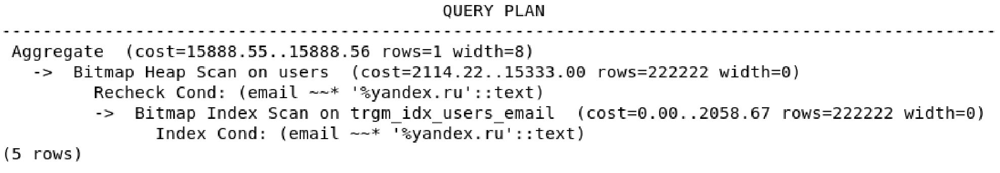 QUERY PLAN
-------------------------------------------------------------------------------------------------
Aggregate  (cost=15888.55..15888.56 rows=1 width=8)
  ->  Bitmap Heap Scan on users  (cost=2114.22..15333.00 rows=222222 width=0)
        Recheck Cond: (email ~~* '%yandex.ru'::text)
        ->  Bitmap Index Scan on trgm_idx_users_email  (cost=0.00..2058.67 rows=222222 width=0)
              Index Cond: (email ~~* '%yandex.ru'::text)
(5 rows)